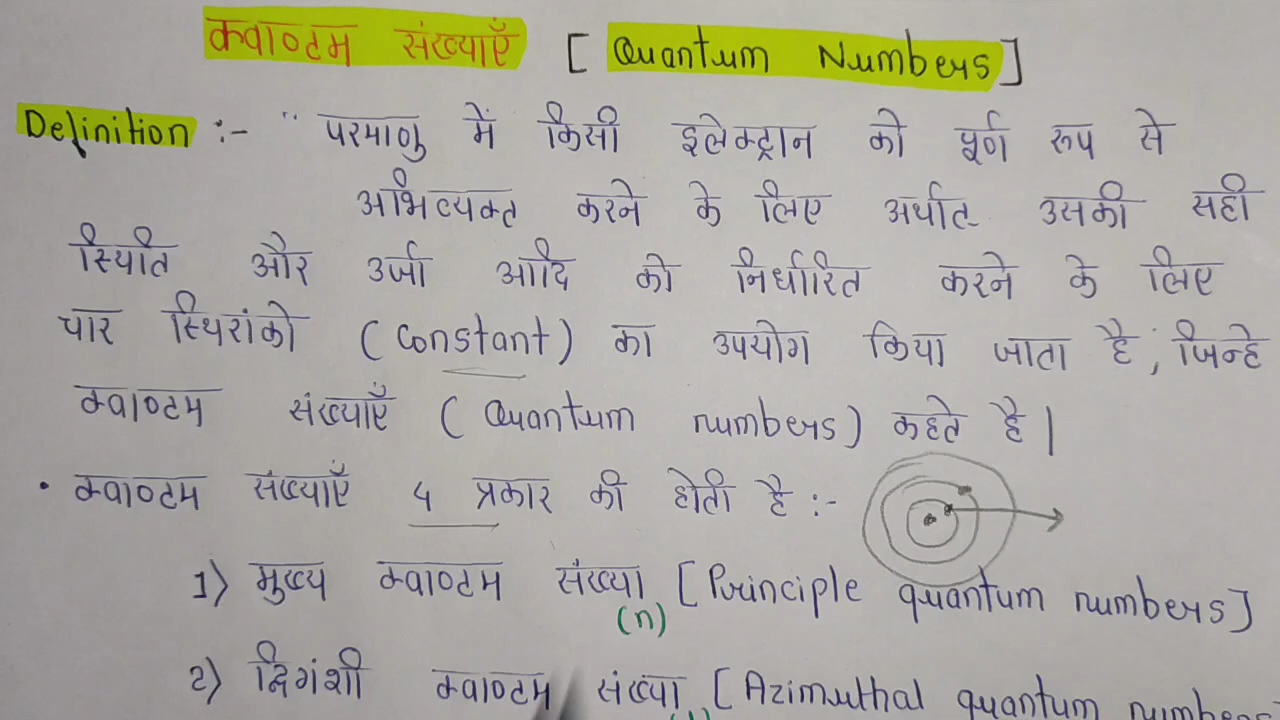 क्वाण्टम संख्याएँ [Quantum Numbers]
Definition :- " परमाणु में किसी इलेक्ट्रान को पूर्ण रूप से
अभिव्यक्त करने के लिए अर्थात उसकी सही
स्थिति और उर्जा आदि को निर्धारित करने के लिए
चार स्थिरांको (Constant) का उपयोग किया जाता है, जिन्हे
क्वाण्टम संख्याएँ (Quantum numbers) कहते है।
• क्वाण्टम संख्याएँ 4 प्रकार की होती है :-
1) मुख्य क्वाण्टम संख्या [Principle quantum numbers]
(n)
2) द्विगंशी क्वाण्टम संख्या [Azimuthal quantum numbers